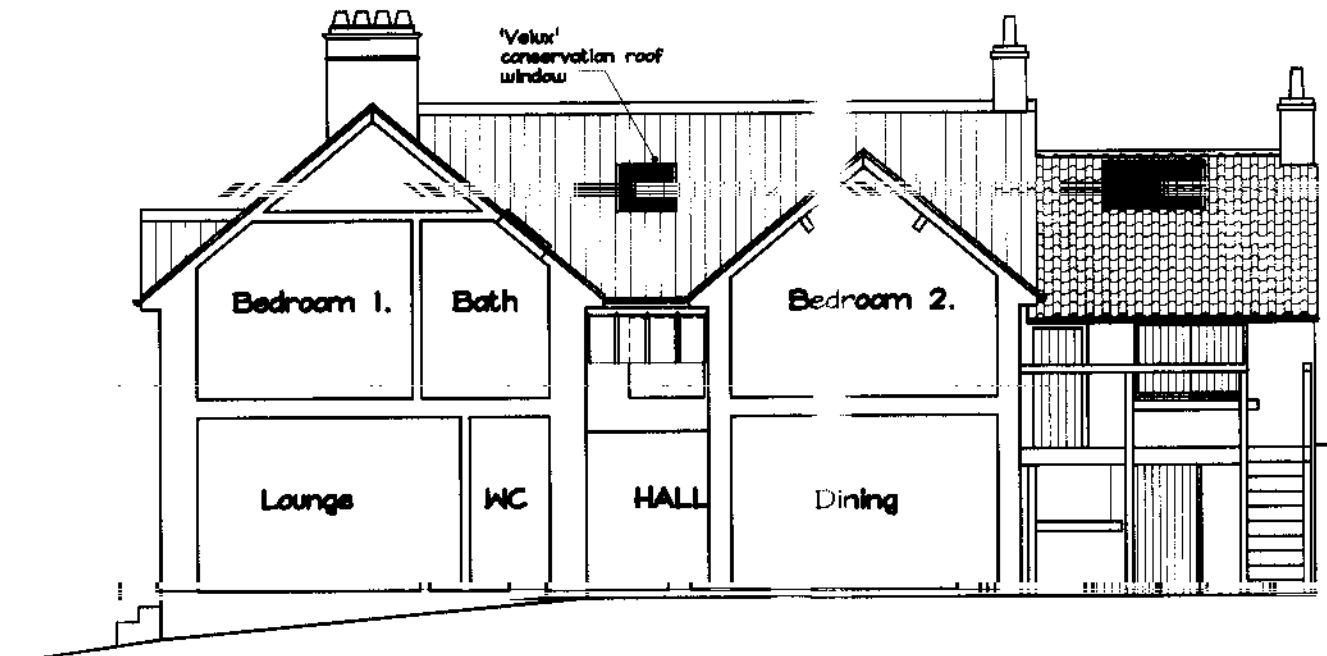 'Velux'
conservation roof
window
Bedroom 1.
Bath
Bedroom 2.
Lounge
WC
HALL
Dining